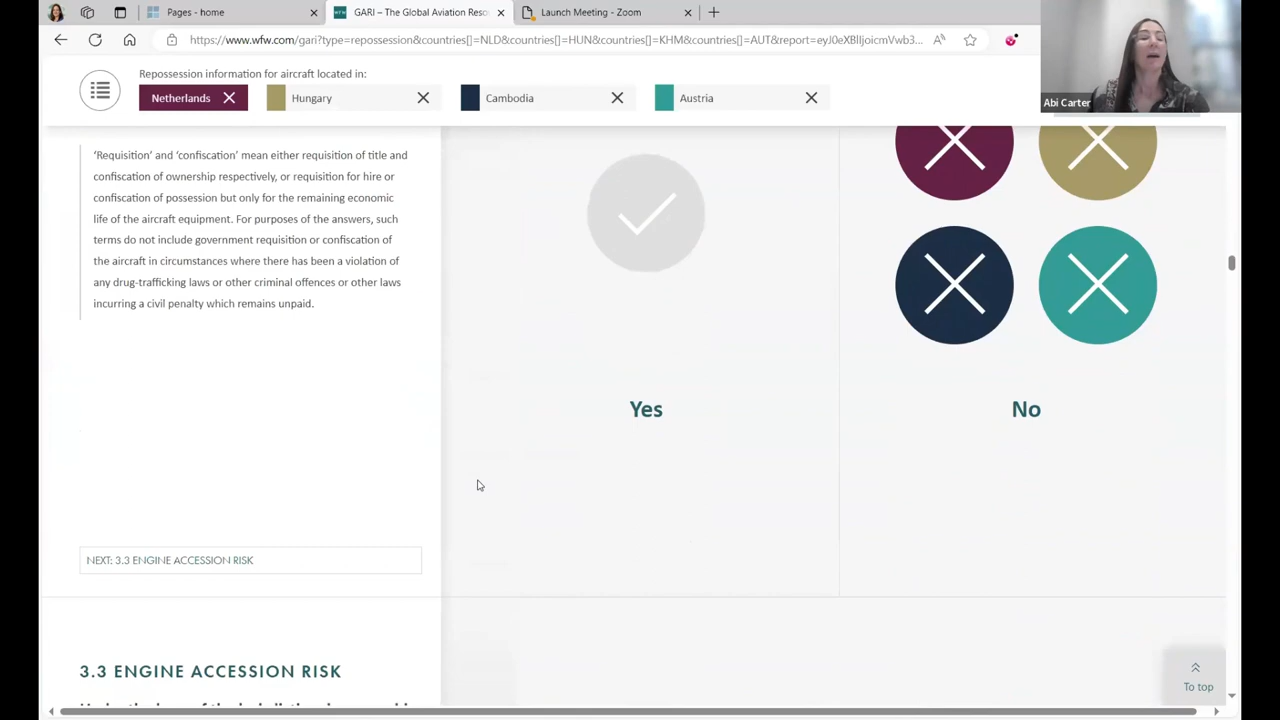 Pages - home
GARI – The Global Aviation Reso
Launch Meeting - Zoom
https://www.wfw.com/gari?type=repossession&countries[]=NLD&countries[]=HUN&countries[]=KHM&countries[]=AUT&report=eyJ0eXBlIjoicmVwb3...
Abi Carter
Repossession information for aircraft located in:
Netherlands
Hungary
Cambodia
Austria
‘Requisition’ and ‘confiscation’ mean either requisition of title and
confiscation of ownership respectively, or requisition for hire or
confiscation of possession but only for the remaining economic
life of the aircraft equipment. For purposes of the answers, such
terms do not include government requisition or confiscation of
the aircraft in circumstances where there has been a violation of
any drug-trafficking laws or other criminal offences or other laws
incurring a civil penalty which remains unpaid.
Yes
No
NEXT: 3.3 ENGINE ACCESSION RISK
3.3 ENGINE ACCESSION RISK
To top